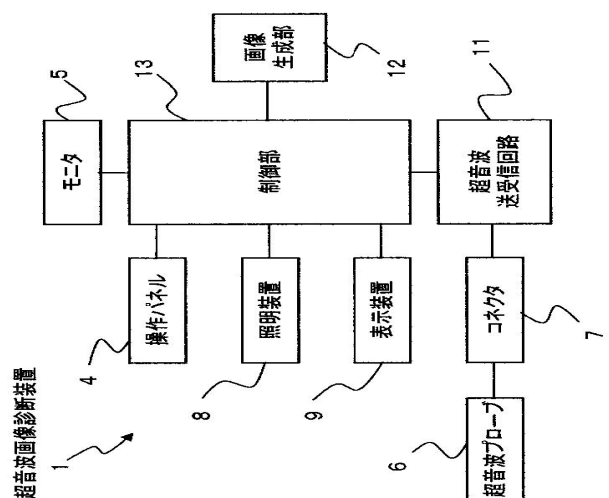 超音波画像診断装置
1
モニタ
5
13
画像
生成部
12
制御部
操作パネル
4
照明装置
8
表示装置
9
超音波
送受信回路
11
コネクタ
7
超音波プローブ
6